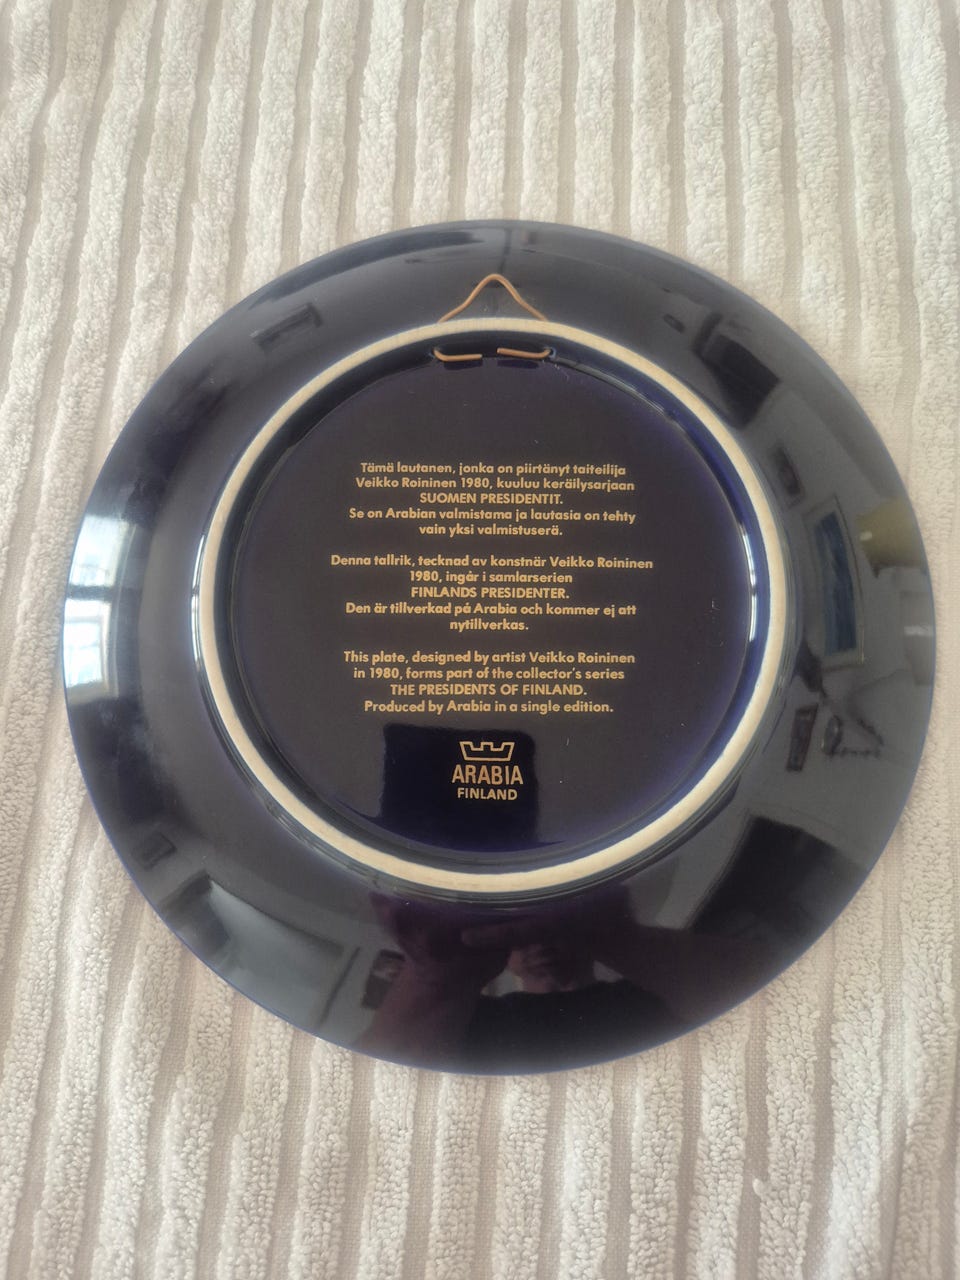 Tämä lautanen, jonka on piirtänyt taiteilija
Veikko Roininen 1980, kuuluu keräilysarjaan
SUOMEN PRESIDENTIT.
Se on Arabian valmistama ja lautasia on tehty
vain yksi valmistuserä.
Denna tallrik, tecknad av konstnär Veikko Roininen
1980, ingår i samlarserien
FINLANDS PRESIDENTER.
Den är tillverkad på Arabia och kommer ej att
nytillverkas.
This plate, designed by artist Veikko Roininen
in 1980, forms part of the collector's series
THE PRESIDENTS OF FINLAND.
Produced by Arabia in a single edition.
ARABIA
FINLAND